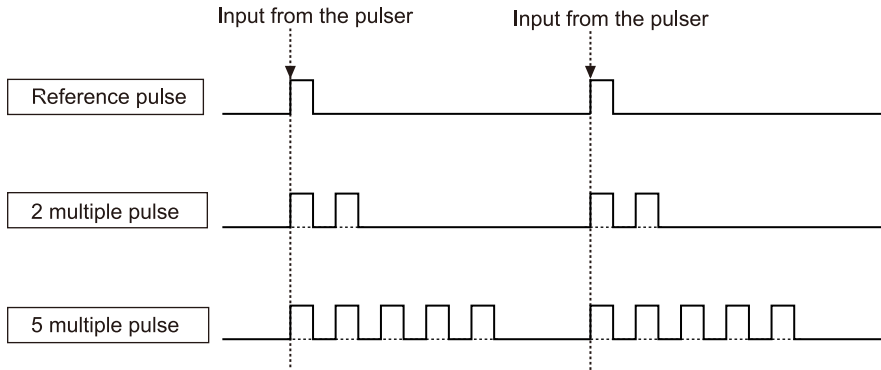 Input from the pulser
Input from the pulser
Reference pulse
2 multiple pulse
5 multiple pulse